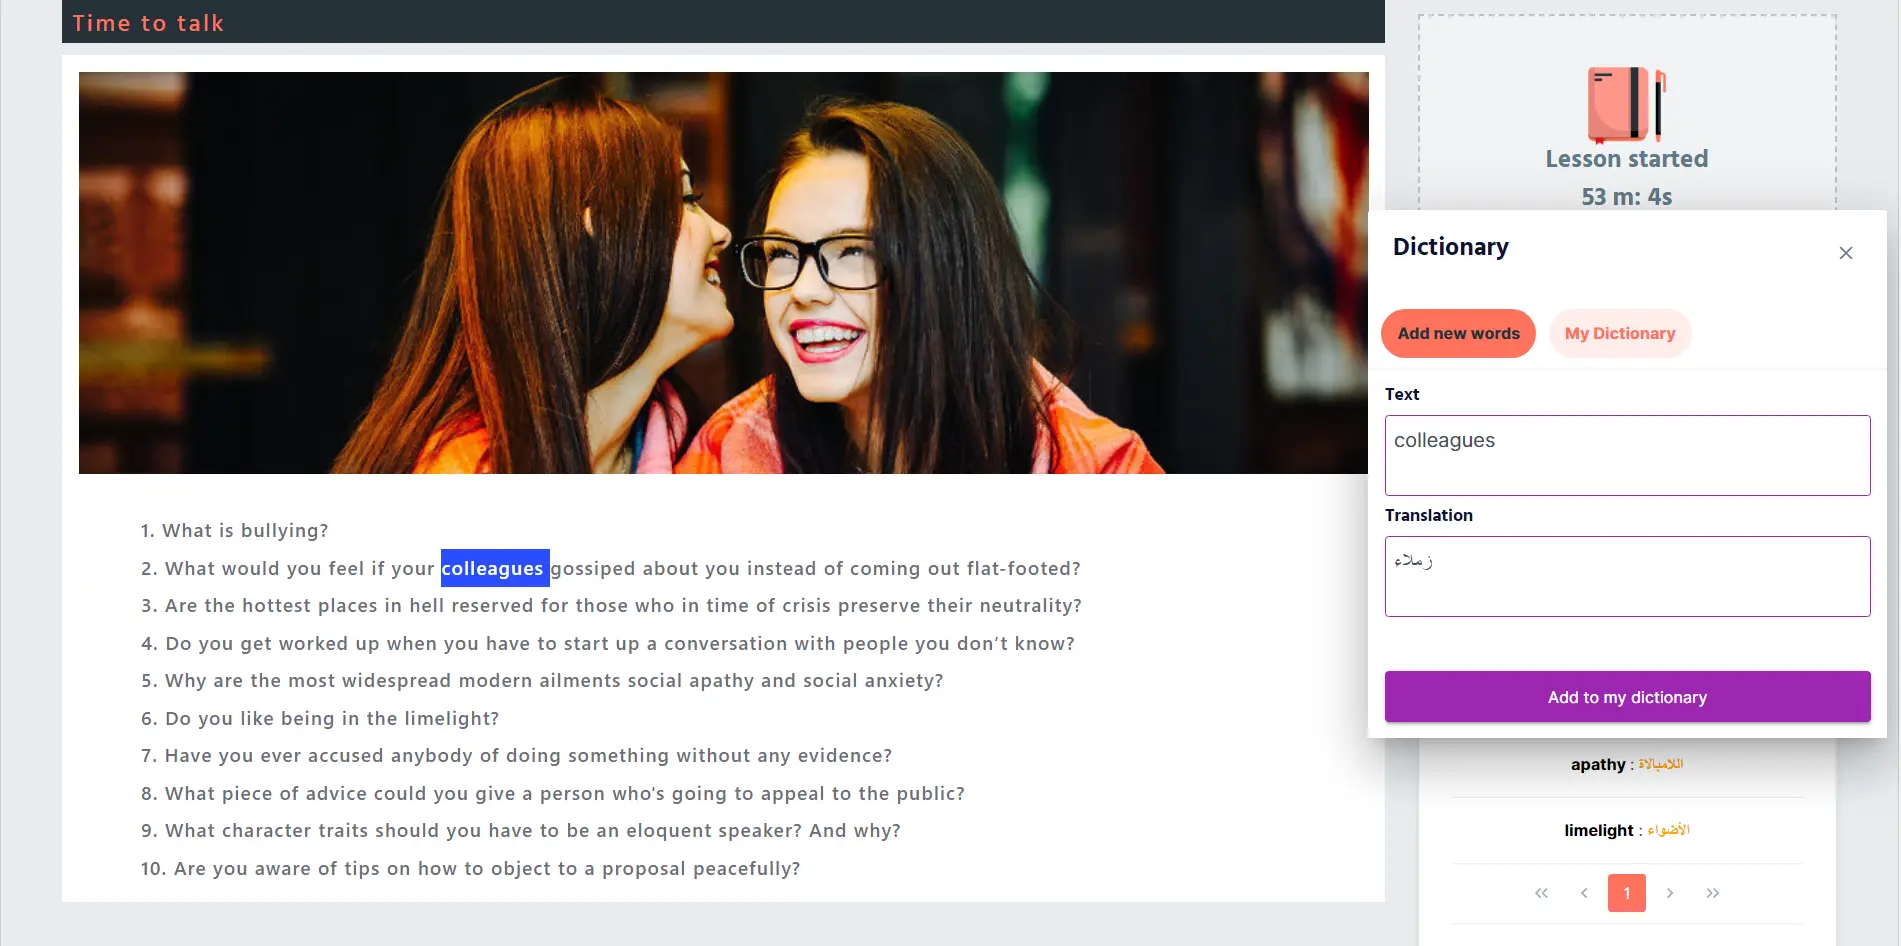 Time to talk
1. What is bullying?
2. What would you feel if your colleagues gossiped about you instead of coming out flat-footed?
3. Are the hottest places in hell reserved for those who in time of crisis preserve their neutrality?
4. Do you get worked up when you have to start up a conversation with people you don’t know?
5. Why are the most widespread modern ailments social apathy and social anxiety?
6. Do you like being in the limelight?
7. Have you ever accused anybody of doing something without any evidence?
8. What piece of advice could you give a person who's going to appeal to the public?
9. What character traits should you have to be an eloquent speaker? And why?
10. Are you aware of tips on how to object to a proposal peacefully?
Lesson started
53 m: 4s
Dictionary
Add new words
My Dictionary
Text
colleagues
Translation
زملاء
Add to my dictionary
apathy : اللامبالاة
limelight : الأضواء
1